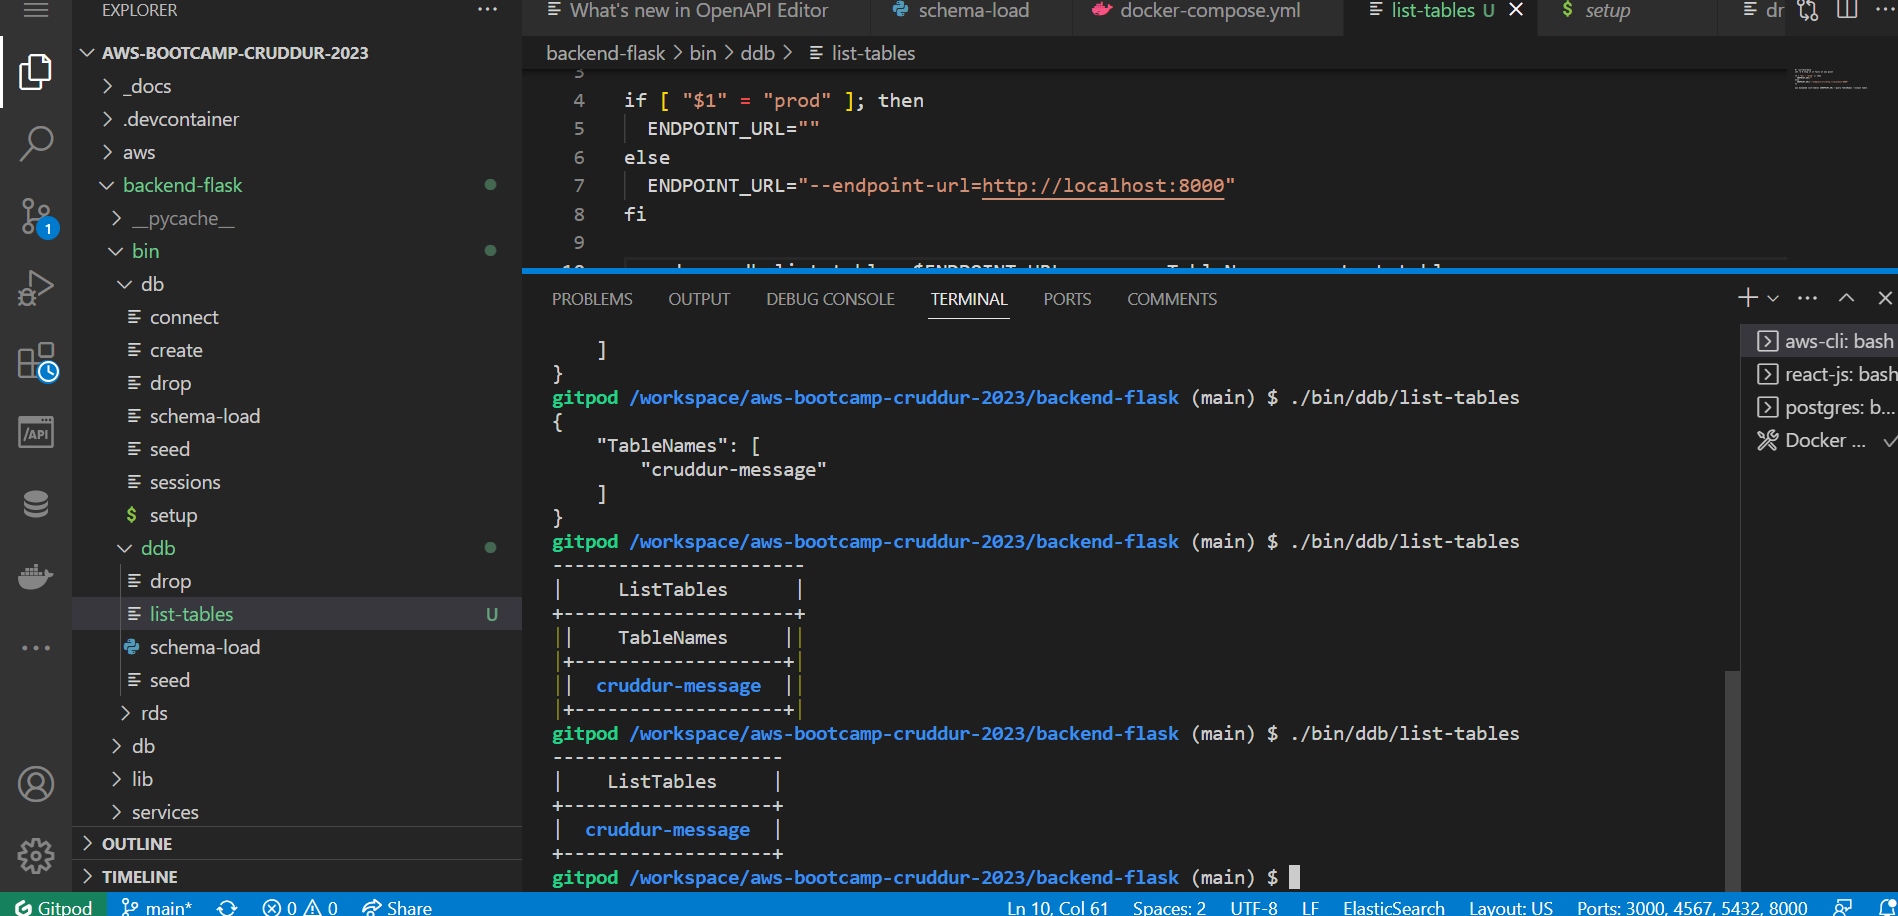 EXPLORER
AWS-BOOTCAMP-CRUDDUR-2023
_docs
.devcontainer
aws
backend-flask
__pycache__
bin
db
connect
create
drop
schema-load
seed
sessions
$ setup
ddb
drop
list-tables U
schema-load
seed
rds
db
lib
services
OUTLINE
TIMELINE
1
/API
What's new in OpenAPI Editor
schema-load
docker-compose.yml
list-tables U
$ setup
dr
backend-flask > bin > ddb > list-tables
3
4 if [ "$1" = "prod" ]; then
5 ENDPOINT_URL=""
6 else
7 ENDPOINT_URL="--endpoint-url=http://localhost:8000"
8 fi
9
PROBLEMS OUTPUT DEBUG CONSOLE TERMINAL PORTS COMMENTS
]
}
gitpod /workspace/aws-bootcamp-cruddur-2023/backend-flask (main) $ ./bin/ddb/list-tables
{
"TableNames": [
"cruddur-message"
]
}
gitpod /workspace/aws-bootcamp-cruddur-2023/backend-flask (main) $ ./bin/ddb/list-tables
-----------------------
| ListTables |
+---------------------+
|| TableNames ||
|+-------------------+|
|| cruddur-message ||
|+-------------------+|
gitpod /workspace/aws-bootcamp-cruddur-2023/backend-flask (main) $ ./bin/ddb/list-tables
---------------------
| ListTables |
+-------------------+
| cruddur-message |
+-------------------+
gitpod /workspace/aws-bootcamp-cruddur-2023/backend-flask (main) $
aws-cli: bash
react-js: bash
postgres: b...
Docker ...
Gitpod main* 0 0 Share Ln 10, Col 61 Spaces: 2 UTF-8 LF ElasticSearch Layout: US Ports: 3000, 4567, 5432, 8000